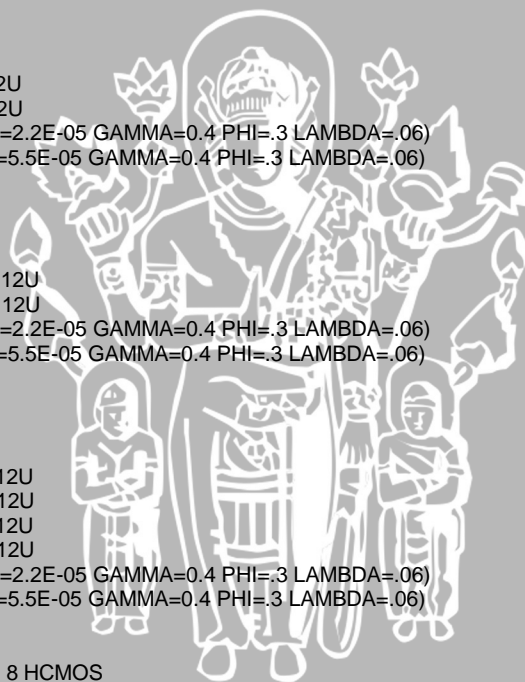 2U
2U
=2.2E-05 GAMMA=0.4 PHI=.3 LAMBDA=.06)
=5.5E-05 GAMMA=0.4 PHI=.3 LAMBDA=.06)
12U
12U
=2.2E-05 GAMMA=0.4 PHI=.3 LAMBDA=.06)
=5.5E-05 GAMMA=0.4 PHI=.3 LAMBDA=.06)
12U
12U
12U
12U
=2.2E-05 GAMMA=0.4 PHI=.3 LAMBDA=.06)
=5.5E-05 GAMMA=0.4 PHI=.3 LAMBDA=.06)
8 HCMOS